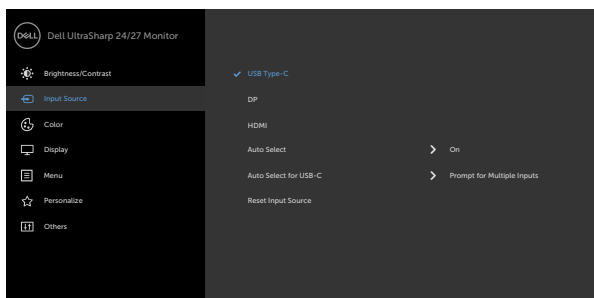 DELL Dell UltraSharp 24/27 Monitor
Brightness/Contrast
Input Source
Color
Display
Menu
Personalize
Others
USB Type-C
DP
HDMI
Auto Select On
Auto Select for USB-C Prompt for Multiple Inputs
Reset Input Source